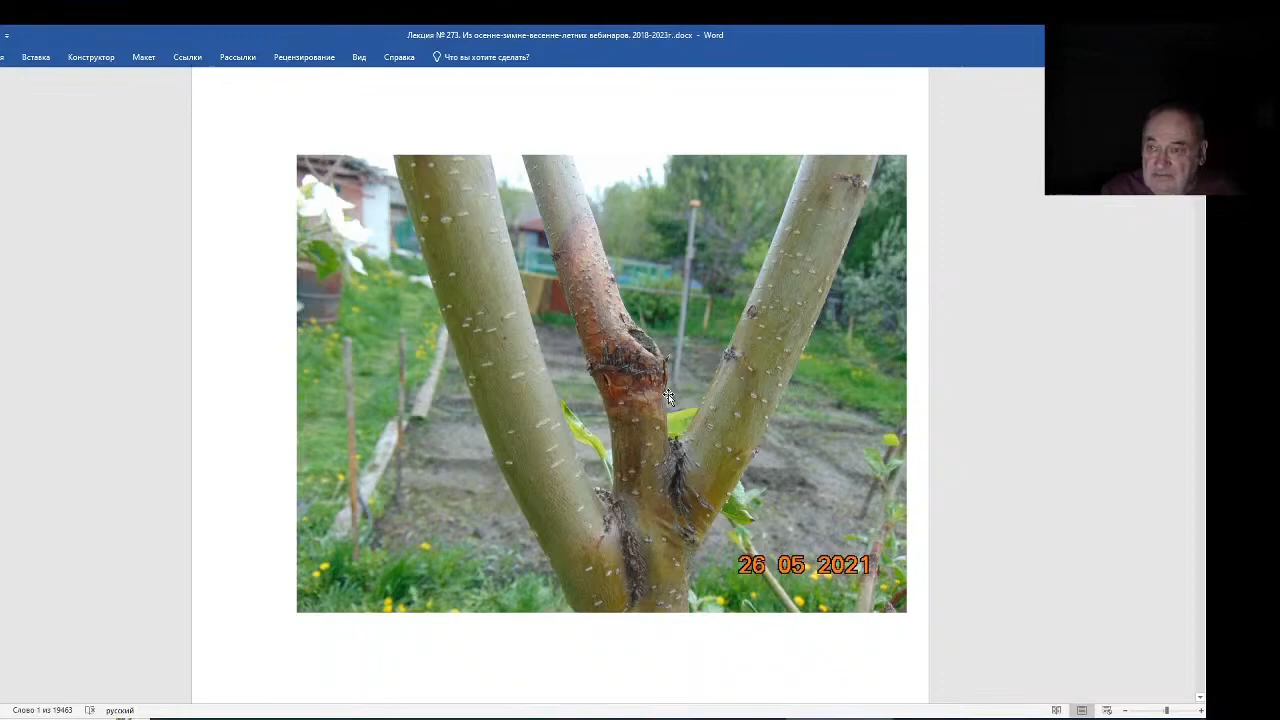 Лекция № 273. Из осенне-зимне-весенне-летних вебинаров. 2018-2023г..docx - Word
Вставка Конструктор Макет Ссылки Рассылки Рецензирование Вид Справка Что вы хотите сделать?
26 05 2021
Слово 1 из 19463 русский